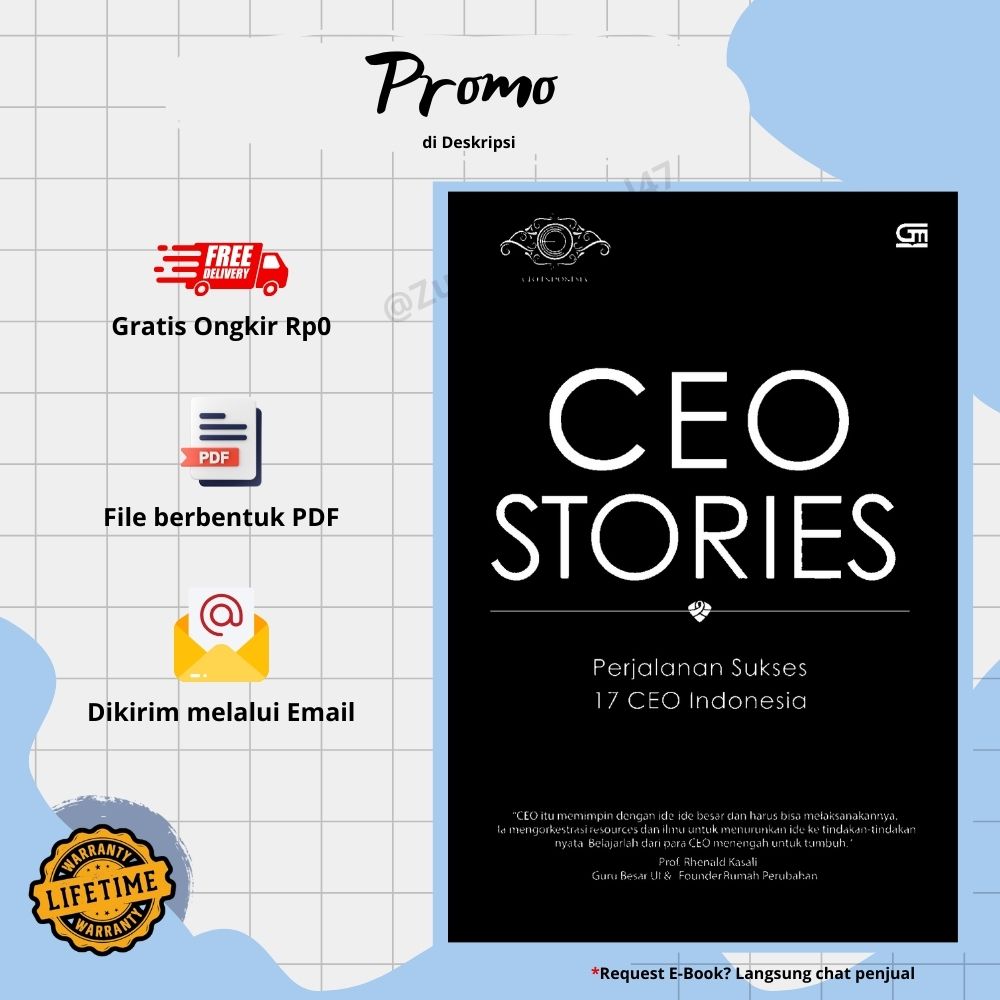 Promo
di Deskripsi
FREE
DELIVERY
Gratis Ongkir Rp0
PDF
File berbentuk PDF
Dikirim melalui Email
WARRANTY
LIFETIME
WARRANTY
@Zu
l47
CEO INDONESIA
GM
CEO
STORIES
Perjalanan Sukses
17 CEO Indonesia
"CEO itu memimpin dengan ide ide besar dan harus bisa melaksanakannya.
Ia mengorkestrasi resources dan ilmu untuk menurunkan ide ke tindakan-tindakan
nyata. Belajarlah dari para CEO menengah untuk tumbuh."
Prof. Rhenald Kasali
Guru Besar UI & Founder Rumah Perubahan
*Request E-Book? Langsung chat penjual